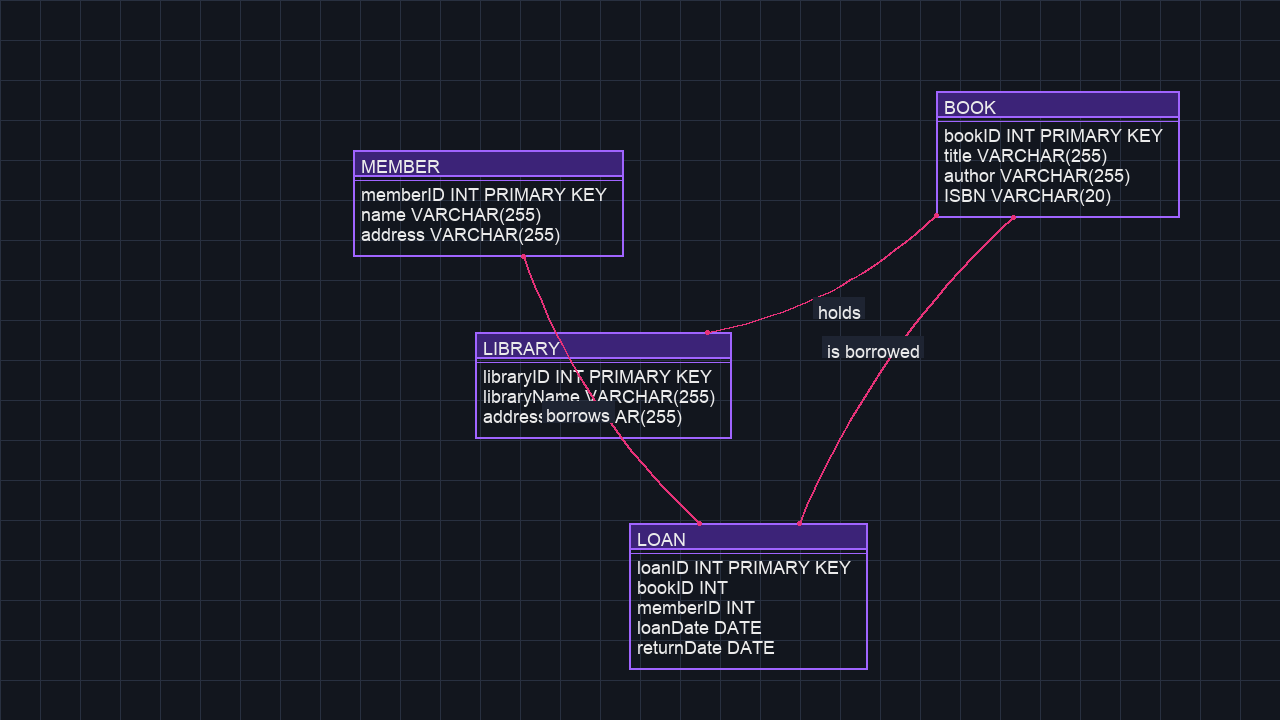 BOOK
bookID INT PRIMARY KEY
title VARCHAR(255)
author VARCHAR(255)
ISBN VARCHAR(20)
MEMBER
memberID INT PRIMARY KEY
name VARCHAR(255)
address VARCHAR(255)
holds
is borrowed
LIBRARY
libraryID INT PRIMARY KEY
libraryName VARCHAR(255)
address AR(255)
borrows
LOAN
loanID INT PRIMARY KEY
bookID INT
memberID INT
loanDate DATE
returnDate DATE